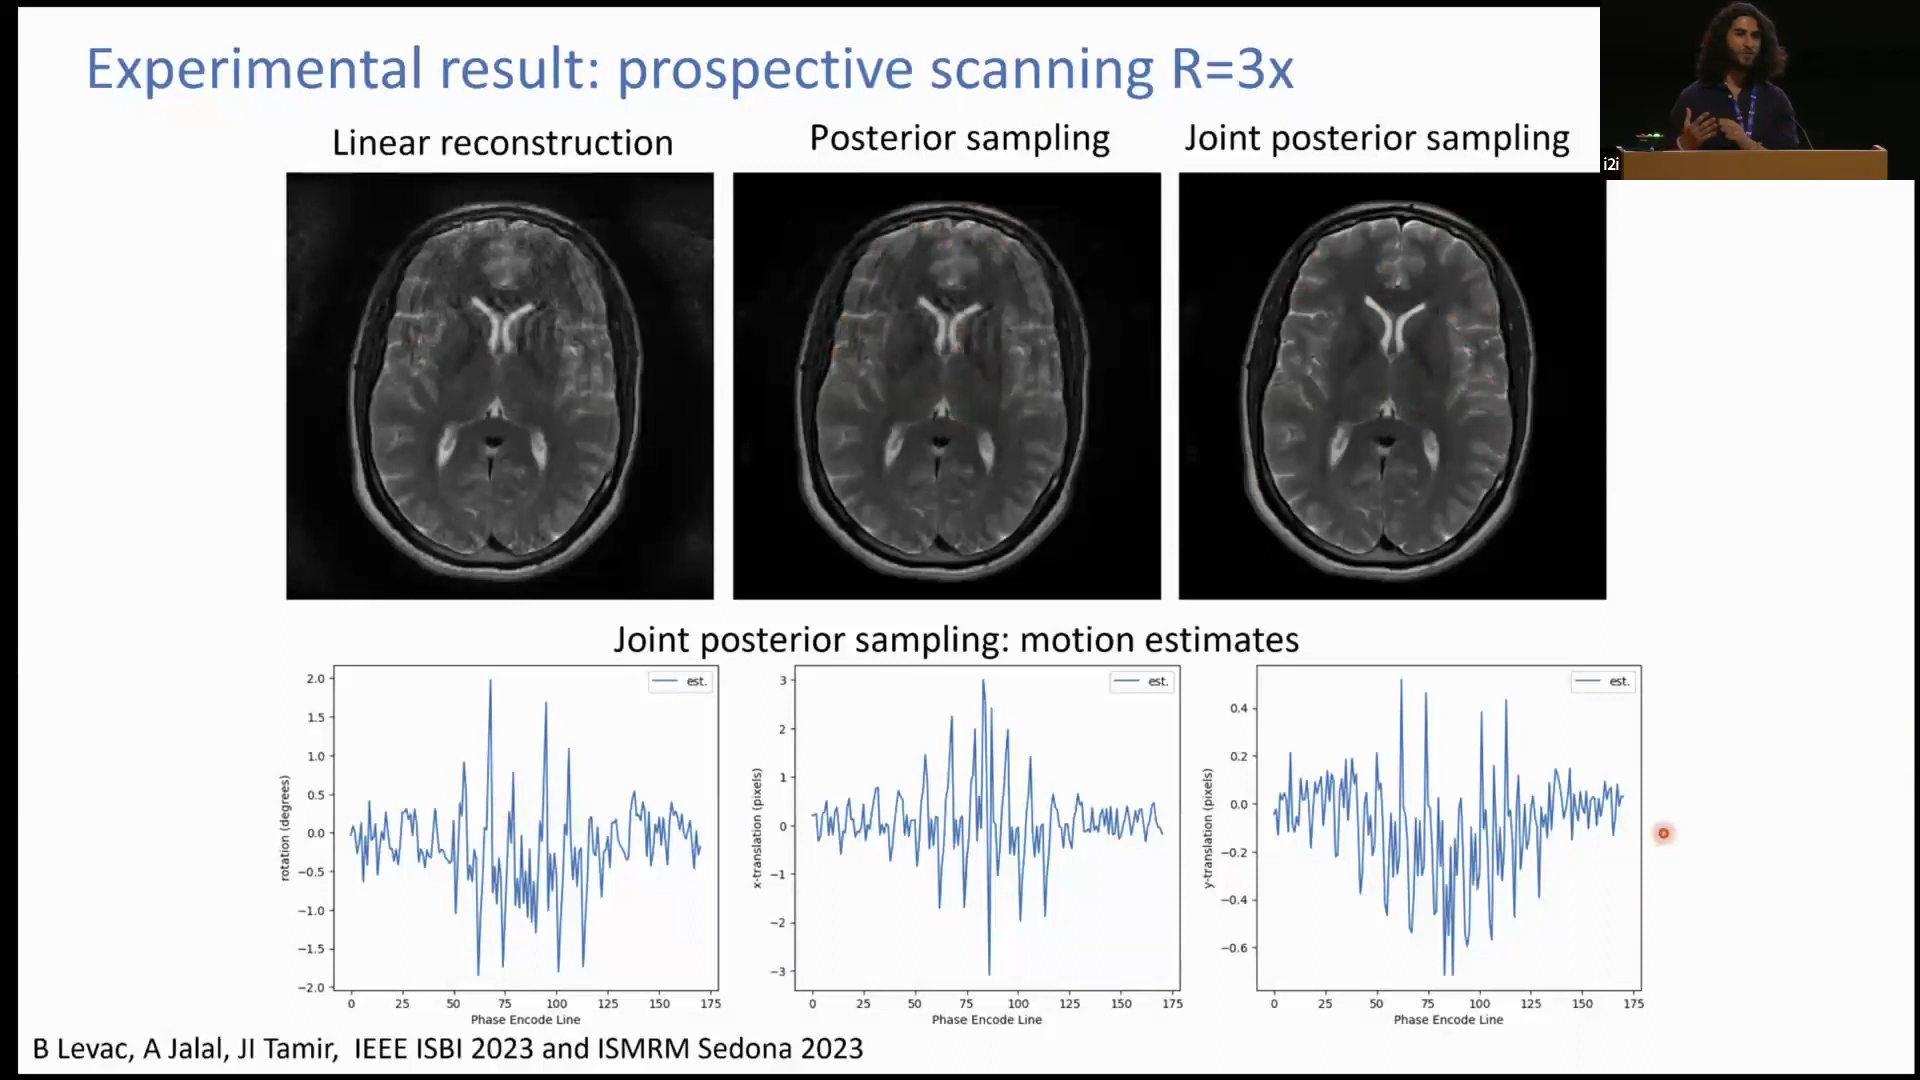 Experimental result: prospective scanning R=3x
i2i
Linear reconstruction
Posterior sampling
Joint posterior sampling
Joint posterior sampling: motion estimates
est.
2.0
1.5
1.0
0.5
0.0
−0.5
−1.0
−1.5
−2.0
rotation (degrees)
0 25 50 75 100 125 150 175
Phase Encode Line
est.
3
2
1
0
−1
−2
−3
x-translation (pixels)
0 25 50 75 100 125 150 175
Phase Encode Line
est.
0.4
0.2
0.0
−0.2
−0.4
−0.6
y-translation (pixels)
0 25 50 75 100 125 150 175
Phase Encode Line
B Levac, A Jalal, JI Tamir, IEEE ISBI 2023 and ISMRM Sedona 2023